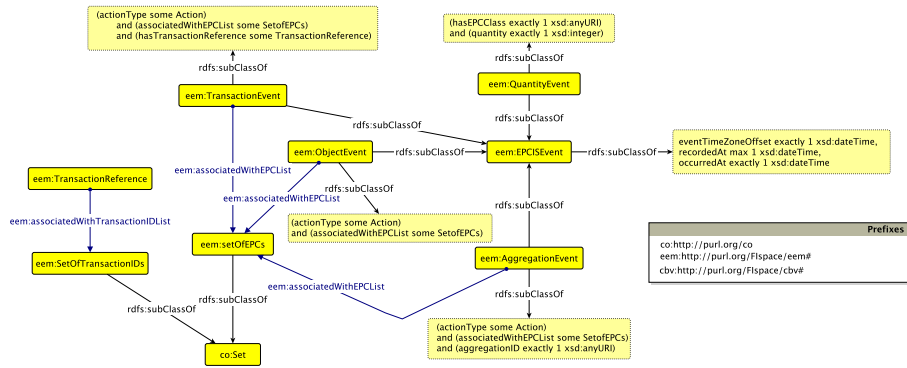 (actionType some Action)
and (associatedWithEPCList some SetofEPCs)
and (hasTransactionReference some TransactionReference)
(hasEPCClass exactly 1 xsd:anyURI)
and (quantity exactly 1 xsd:integer)
rdfs:subClassOf
rdfs:subClassOf
eem:TransactionEvent
eem:QuantityEvent
rdfs:subClassOf
rdfs:subClassOf
eem:ObjectEvent
rdfs:subClassOf
eem:EPCISEvent
rdfs:subClassOf
eventTimeZoneOffset exactly 1 xsd:dateTime,
recordedAt max 1 xsd:dateTime,
occurredAt exactly 1 xsd:dateTime
eem:associatedWithEPCList
eem:TransactionReference
rdfs:subClassOf
eem:associatedWithEPCList
rdfs:subClassOf
eem:associatedWithTransactionIDList
(actionType some Action)
and (associatedWithEPCList some SetofEPCs)
Prefixes
co:http://purl.org/co
eem:http://purl.org/FIspace/eem#
cbv:http://purl.org/FIspace/cbv#
eem:setOfEPCs
eem:SetOfTransactionIDs
eem:AggregationEvent
eem:associatedWithEPCList
rdfs:subClassOf
rdfs:subClassOf
rdfs:subClassOf
(actionType some Action)
and (associatedWithEPCList some SetofEPCs)
and (aggregationID exactly 1 xsd:anyURI)
co:Set